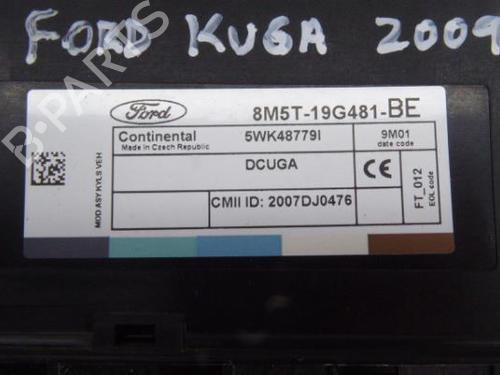 FORD KUGA 2009
Ford
8M5T-19G481-BE
Continental
Made in Czech Republic
5WK48779I
9M01
date code
DCUGA
CMII ID: 2007DJ0476
FT_012
EOL code
MOD ASY KYLS VEH
B-PARTS